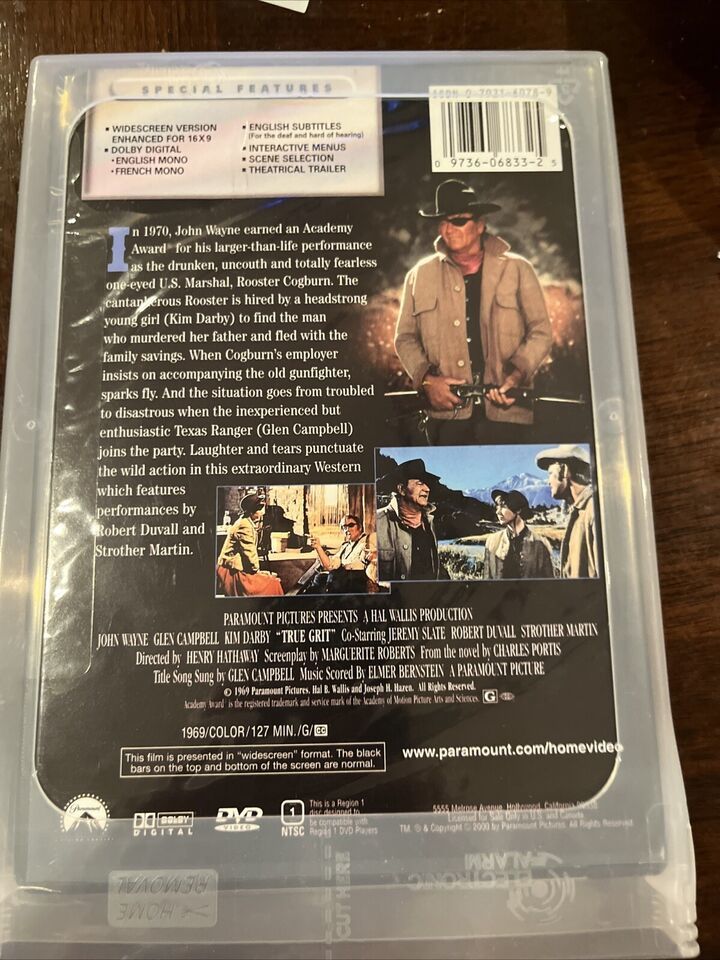 SPECIAL FEATURES
▪ WIDESCREEN VERSION
ENHANCED FOR 16X9
▪ DOLBY DIGITAL
•ENGLISH MONO
•FRENCH MONO
▪ ENGLISH SUBTITLES
(For the deaf and hard of hearing)
▪ INTERACTIVE MENUS
▪ SCENE SELECTION
▪ THEATRICAL TRAILER
0 09736-06833-2 5
In 1970, John Wayne earned an Academy
Award® for his larger-than-life performance
as the drunken, uncouth and totally fearless
one-eyed U.S. Marshal, Rooster Cogburn. The
cantankerous Rooster is hired by a headstrong
young girl (Kim Darby) to find the man
who murdered her father and fled with the
family savings. When Cogburn's employer
insists on accompanying the old gunfighter,
sparks fly. And the situation goes from troubled
to disastrous when the inexperienced but
enthusiastic Texas Ranger (Glen Campbell)
joins the party. Laughter and tears punctuate
the wild action in this extraordinary Western
which features
performances by
Robert Duvall and
Strother Martin.
PARAMOUNT PICTURES PRESENTS A HAL WALLIS PRODUCTION
JOHN WAYNE GLEN CAMPBELL KIM DARBY "TRUE GRIT" Co-Starring JEREMY SLATE ROBERT DUVALL STROTHER MARTIN
Directed by HENRY HATHAWAY Screenplay by MARGUERITE ROBERTS From the novel by CHARLES PORTIS
Title Song Sung by GLEN CAMPBELL Music Scored by ELMER BERNSTEIN A PARAMOUNT PICTURE
© 1969 Paramount Pictures. Hal B. Wallis and Joseph H. Hazen. All Rights Reserved.
Academy Award® is the registered trademark and service mark of the Academy of Motion Picture Arts and Sciences. G
1969/COLOR/127 MIN./G/CC
This film is presented in "widescreen" format. The black
bars on the top and bottom of the screen are normal.
www.paramount.com/homevideo
Paramount
DOLBY
DIGITAL
DVD
VIDEO
1
NTSC
This is a Region 1
disc designed to
be compatible with
Region 1 DVD Players
5555 Melrose Avenue, Hollywood, California 90038
Licensed for Sale Only in U.S. and Canada
TM, ® & Copyright © 2000 by Paramount Pictures. All Rights Reserved.
ELECTRONIC
ALARM
HOME
REMOVAL
CUT HERE